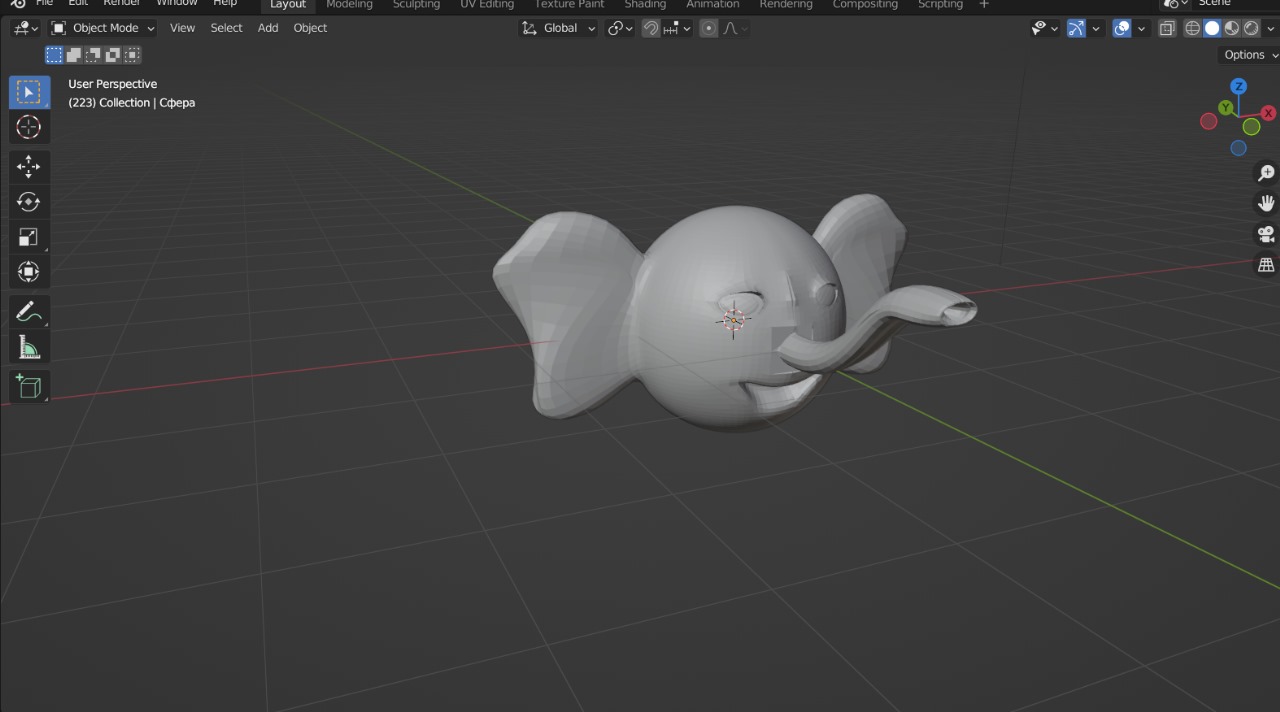 File Edit Render Window Help Layout Modeling Sculpting UV Editing Texture Paint Shading Animation Rendering Compositing Scripting + Scene
Object Mode View Select Add Object Global
Options
User Perspective
(223) Collection | Сфера
Z
Y
X